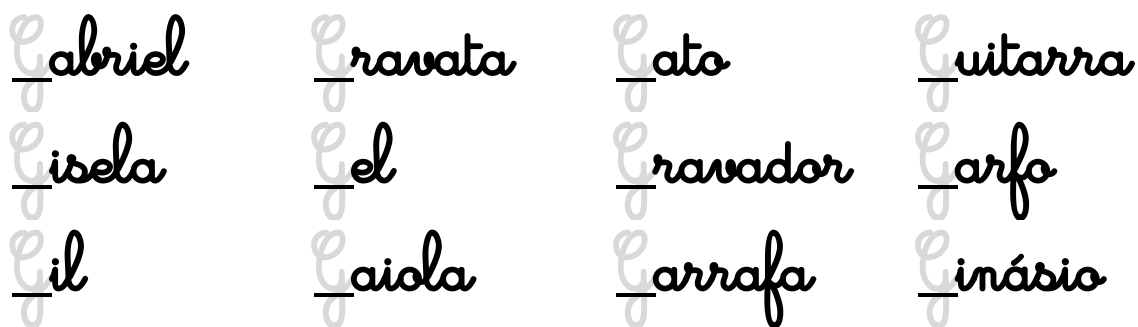 Gabriel Gravata Gato Guitarra
Gisela Gel Gravador Garfo
Gil Gaiola Garrafa Ginásio